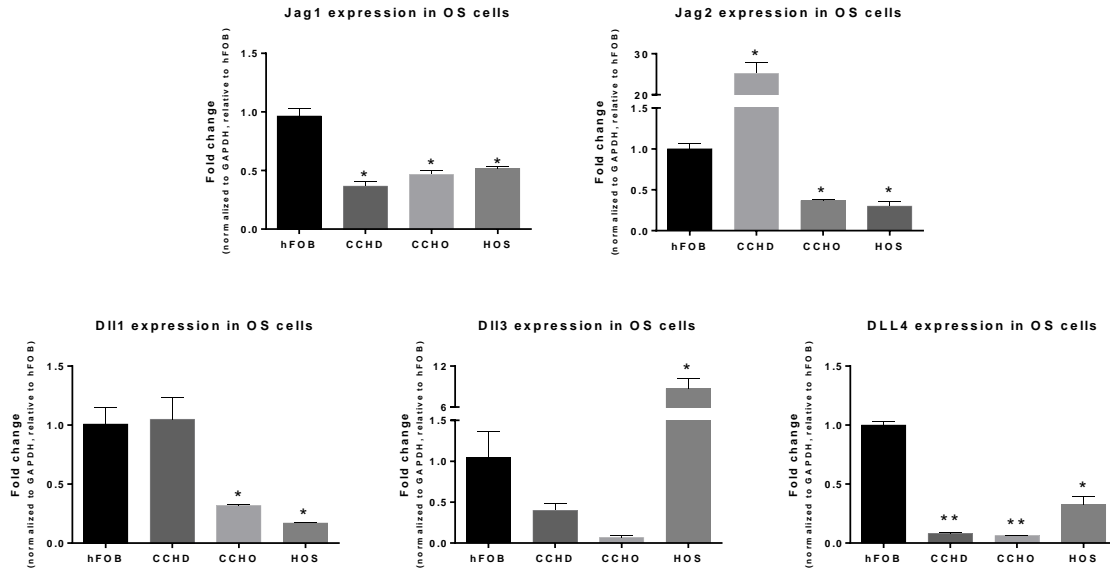 Jag1 expression in OS cells
Fold change
(normalized to GAPDH, relative to hFOB)
1.5
1.0
0.5
0.0
*
*
*
hFOB CCHD CCHO HOS
Jag2 expression in OS cells
Fold change
(normalized to GAPDH, relative to hFOB)
30
20
1.5
1.0
0.5
0.0
*
*
*
hFOB CCHD CCHO HOS
Dll1 expression in OS cells
Fold change
(normalized to GAPDH, relative to hFOB)
1.5
1.0
0.5
0.0
*
*
hFOB CCHD CCHO HOS
Dll3 expression in OS cells
Fold change
(normalized to GAPDH, relative to hFOB)
12
6
1.5
1.0
0.5
0.0
*
hFOB CCHD CCHO HOS
DLL4 expression in OS cells
Fold change
(normalized to GAPDH, relative to hFOB)
1.5
1.0
0.5
0.0
**
**
*
hFOB CCHD CCHO HOS